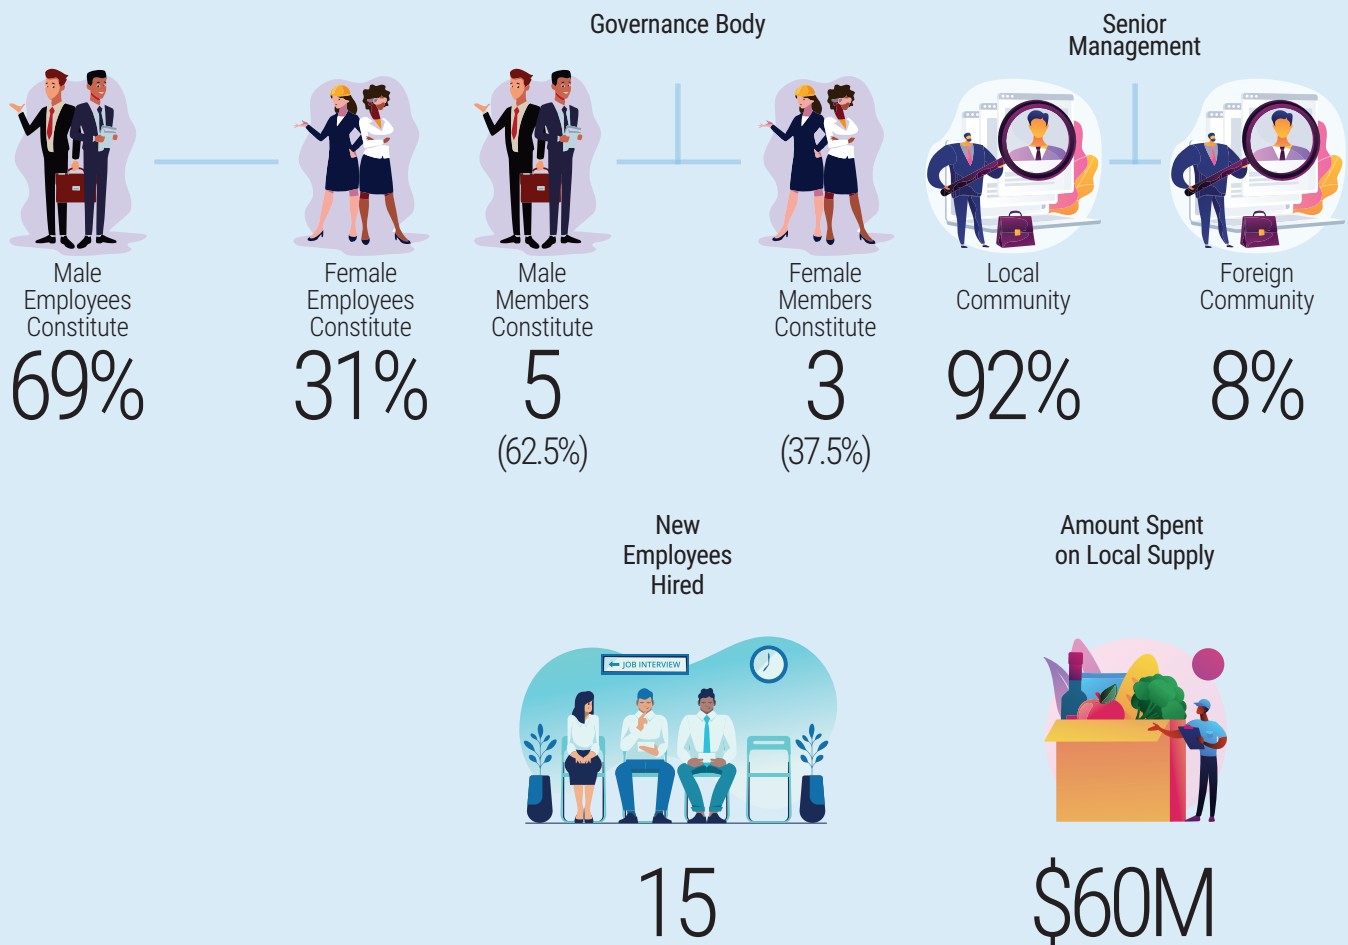 Governance Body
Senior
Management
Male
Employees
Constitute
69%
Female
Employees
Constitute
31%
Male
Members
Constitute
5
(62.5%)
Female
Members
Constitute
3
(37.5%)
Local
Community
92%
Foreign
Community
8%
New
Employees
Hired
JOB INTERVIEW
15
Amount Spent
on Local Supply
$60M